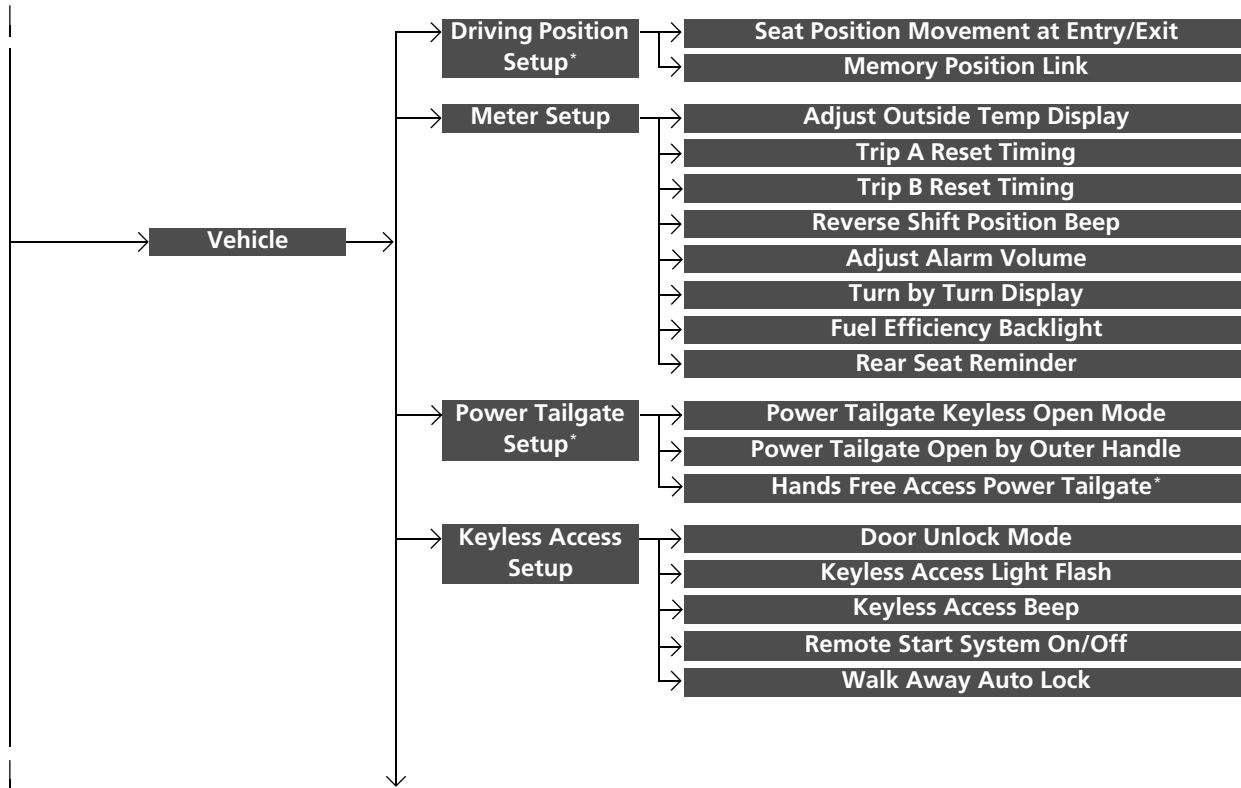 Vehicle
Driving Position
Setup*
Seat Position Movement at Entry/Exit
Memory Position Link
Meter Setup
Adjust Outside Temp Display
Trip A Reset Timing
Trip B Reset Timing
Reverse Shift Position Beep
Adjust Alarm Volume
Turn by Turn Display
Fuel Efficiency Backlight
Rear Seat Reminder
Power Tailgate
Setup*
Power Tailgate Keyless Open Mode
Power Tailgate Open by Outer Handle
Hands Free Access Power Tailgate*
Keyless Access
Setup
Door Unlock Mode
Keyless Access Light Flash
Keyless Access Beep
Remote Start System On/Off
Walk Away Auto Lock